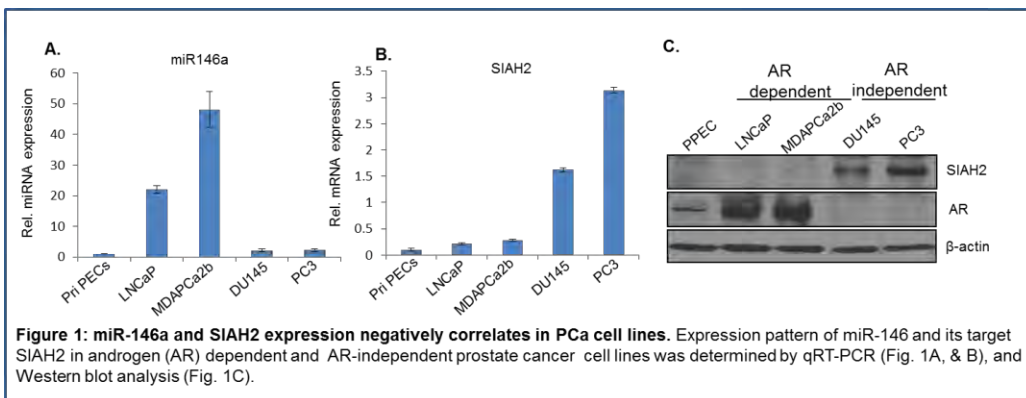 A.
miR146a
Rel. miRNA expression
60
50
40
30
20
10
0
Pri PECs
LNCaP
MDAPCa2b
DU145
PC3
B.
SIAH2
Rel. mRNA expression
3.5
3
2.5
2
1.5
1
0.5
0
Pri PECs
LNCaP
MDAPCa2b
DU145
PC3
C.
AR
dependent
AR
independent
PPEC
LNCaP
MDAPCa2b
DU145
PC3
SIAH2
AR
β-actin
Figure 1: miR-146a and SIAH2 expression negatively correlates in PCa cell lines. Expression pattern of miR-146 and its target
SIAH2 in androgen (AR) dependent and AR-independent prostate cancer cell lines was determined by qRT-PCR (Fig. 1A, & B), and
Western blot analysis (Fig. 1C).